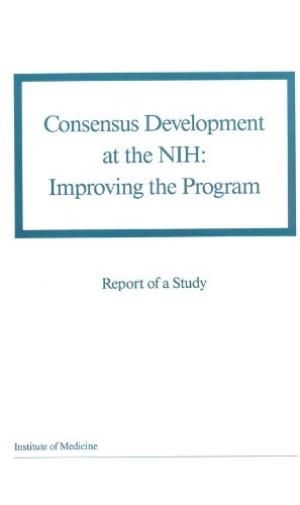 Consensus Development
at the NIH:
Improving the Program
Report of a Study
Institute of Medicine